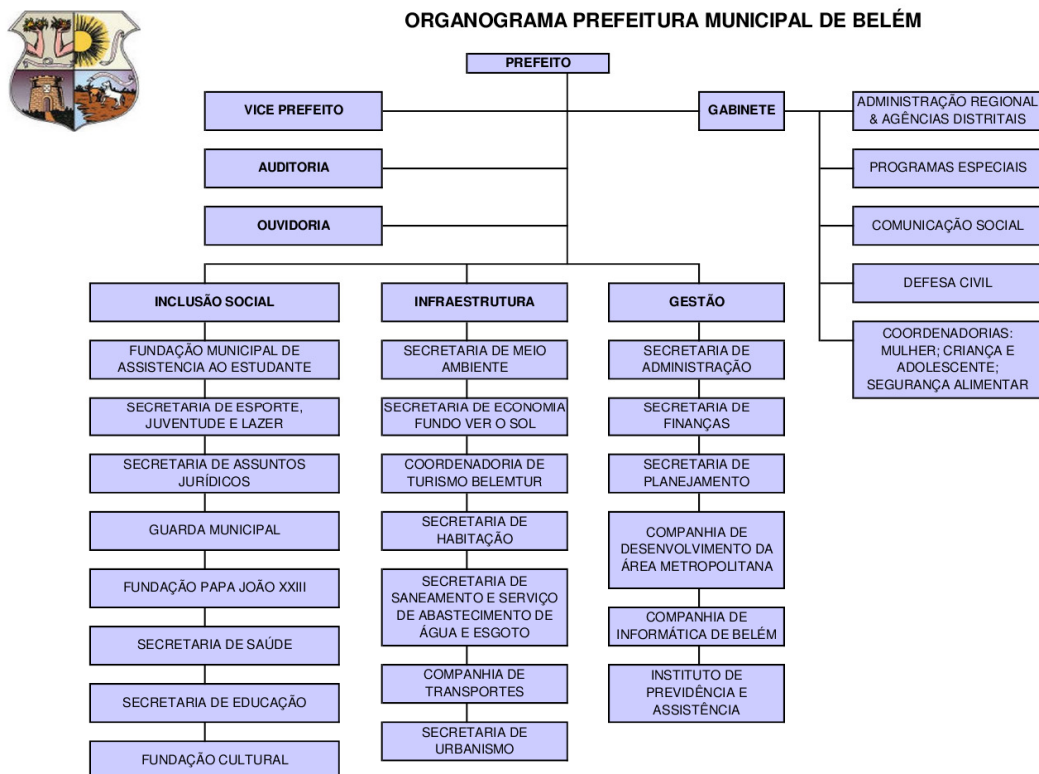 ORGANOGRAMA PREFEITURA MUNICIPAL DE BELÉM
PREFEITO
VICE PREFEITO
GABINETE
ADMINISTRAÇÃO REGIONAL
& AGÊNCIAS DISTRITAIS
AUDITORIA
PROGRAMAS ESPECIAIS
OUVIDORIA
COMUNICAÇÃO SOCIAL
DEFESA CIVIL
COORDENADORIAS:
MULHER; CRIANÇA E
ADOLESCENTE;
SEGURANÇA ALIMENTAR
INCLUSÃO SOCIAL
FUNDAÇÃO MUNICIPAL DE
ASSISTENCIA AO ESTUDANTE
SECRETARIA DE ESPORTE,
JUVENTUDE E LAZER
SECRETARIA DE ASSUNTOS
JURÍDICOS
GUARDA MUNICIPAL
FUNDAÇÃO PAPA JOÃO XXIII
SECRETARIA DE SAÚDE
SECRETARIA DE EDUCAÇÃO
FUNDAÇÃO CULTURAL
INFRAESTRUTURA
SECRETARIA DE MEIO
AMBIENTE
SECRETARIA DE ECONOMIA
FUNDO VER O SOL
COORDENADORIA DE
TURISMO BELEMTUR
SECRETARIA DE
HABITAÇÃO
SECRETARIA DE
SANEAMENTO E SERVIÇO
DE ABASTECIMENTO DE
ÁGUA E ESGOTO
COMPANHIA DE
TRANSPORTES
SECRETARIA DE
URBANISMO
GESTÃO
SECRETARIA DE
ADMINISTRAÇÃO
SECRETARIA DE
FINANÇAS
SECRETARIA DE
PLANEJAMENTO
COMPANHIA DE
DESENVOLVIMENTO DA
ÁREA METROPOLITANA
COMPANHIA DE
INFORMÁTICA DE BELÉM
INSTITUTO DE
PREVIDÊNCIA E
ASSISTÊNCIA